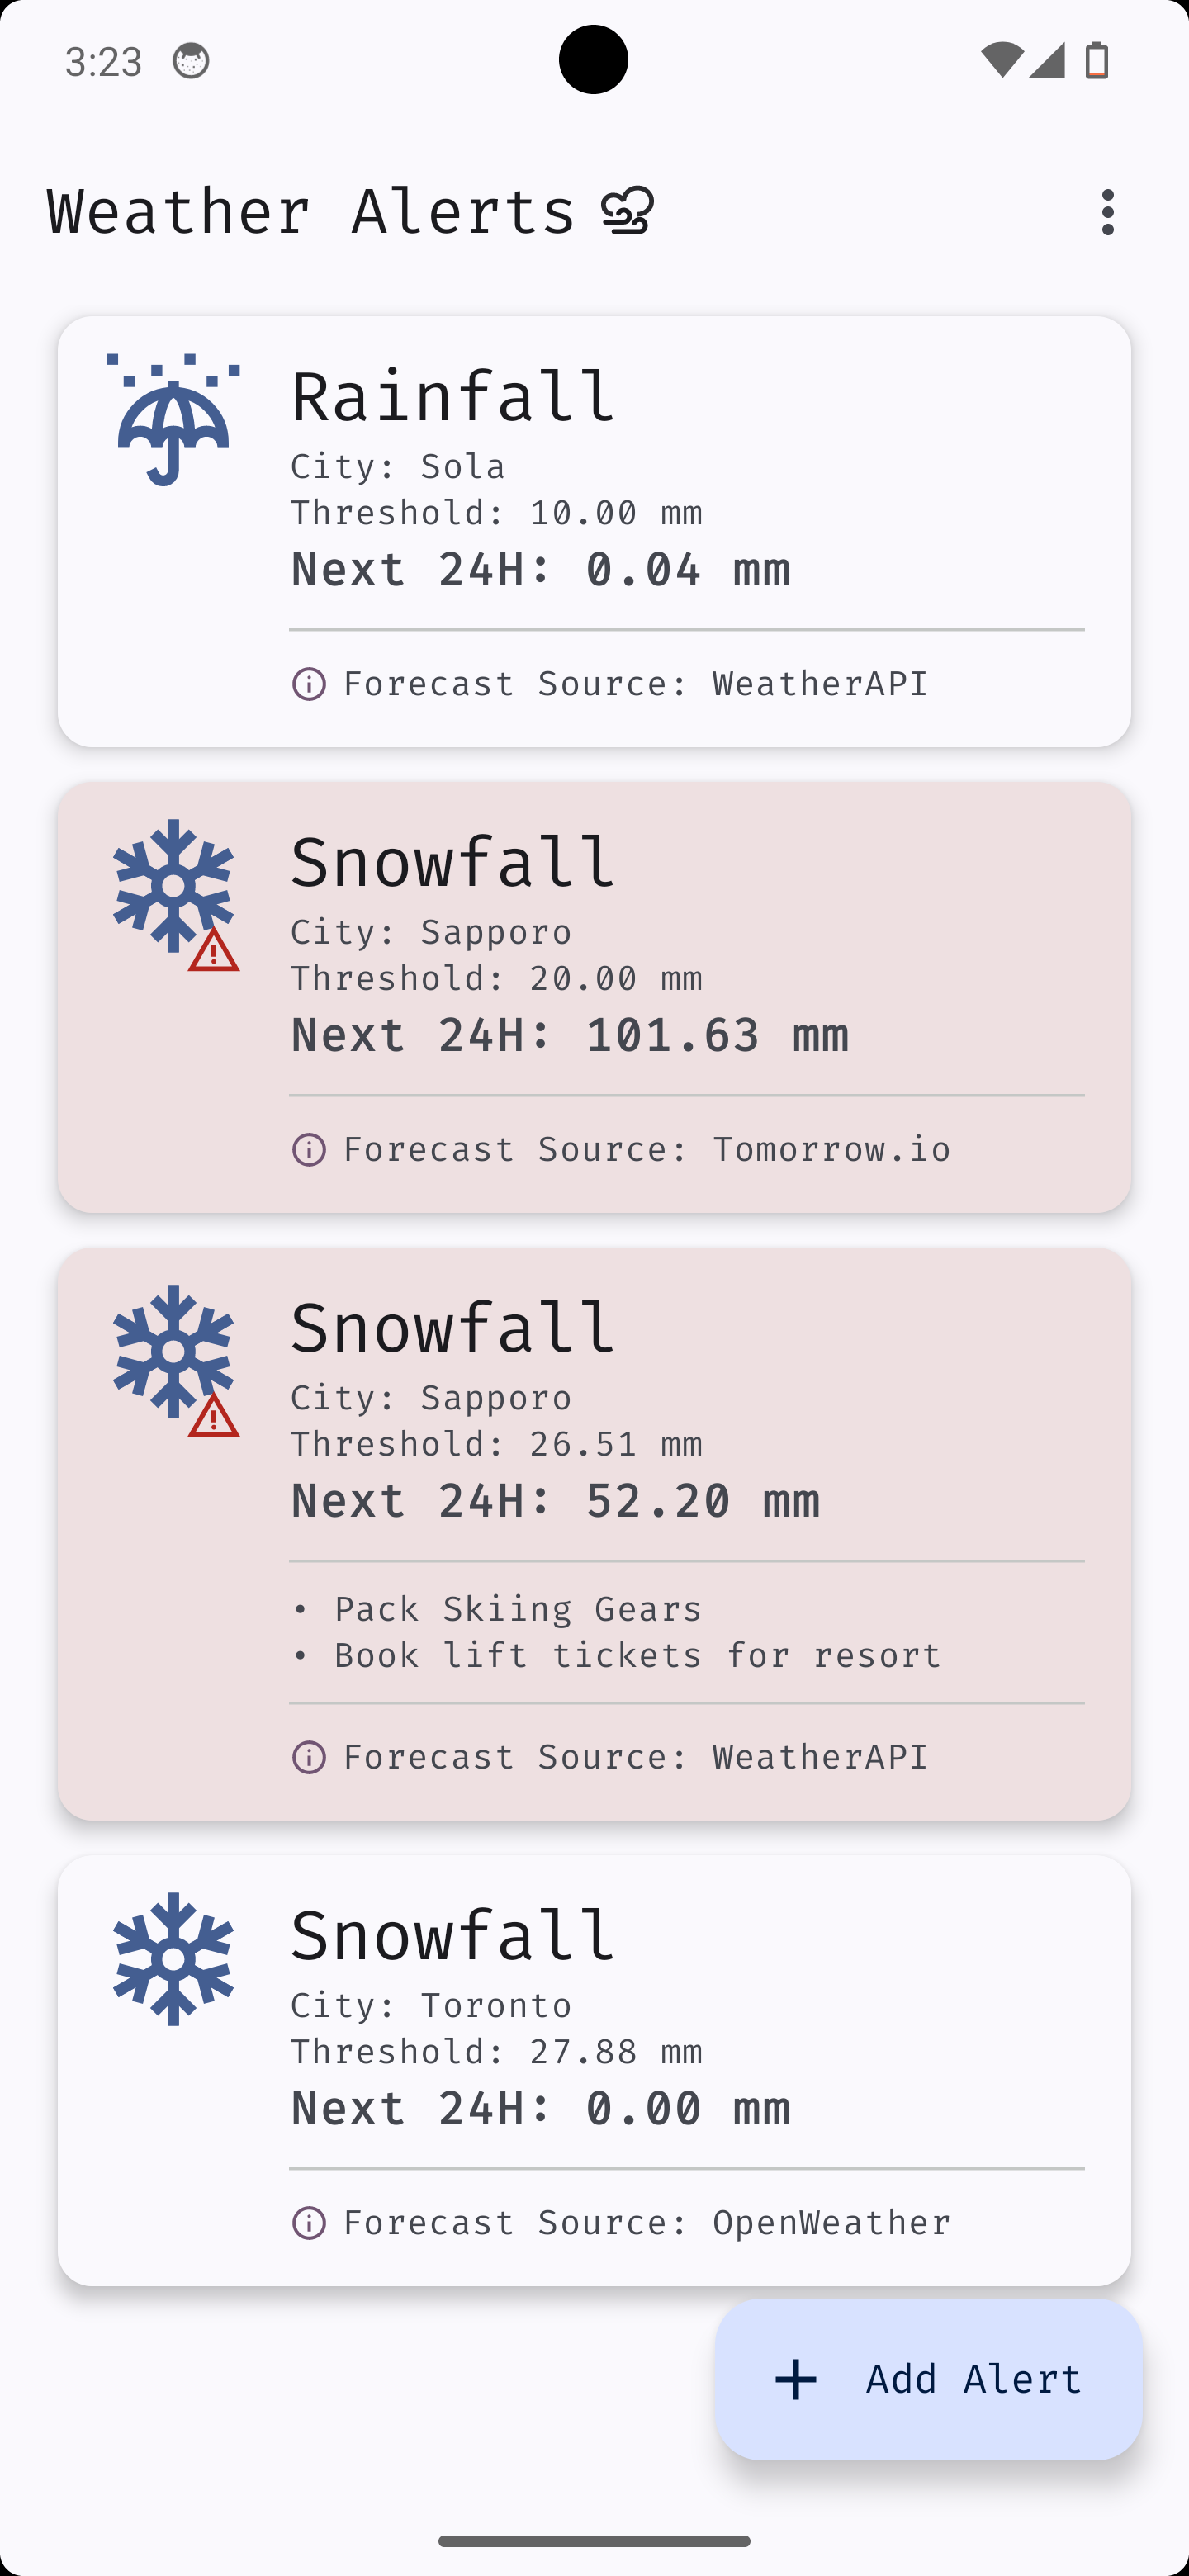 3:23
Weather Alerts
Rainfall
City: Sola
Threshold: 10.00 mm
Next 24H: 0.04 mm
Forecast Source: WeatherAPI
Snowfall
City: Sapporo
Threshold: 20.00 mm
Next 24H: 101.63 mm
Forecast Source: Tomorrow.io
Snowfall
City: Sapporo
Threshold: 26.51 mm
Next 24H: 52.20 mm
• Pack Skiing Gears
• Book lift tickets for resort
Forecast Source: WeatherAPI
Snowfall
City: Toronto
Threshold: 27.88 mm
Next 24H: 0.00 mm
Forecast Source: OpenWeather
Add Alert